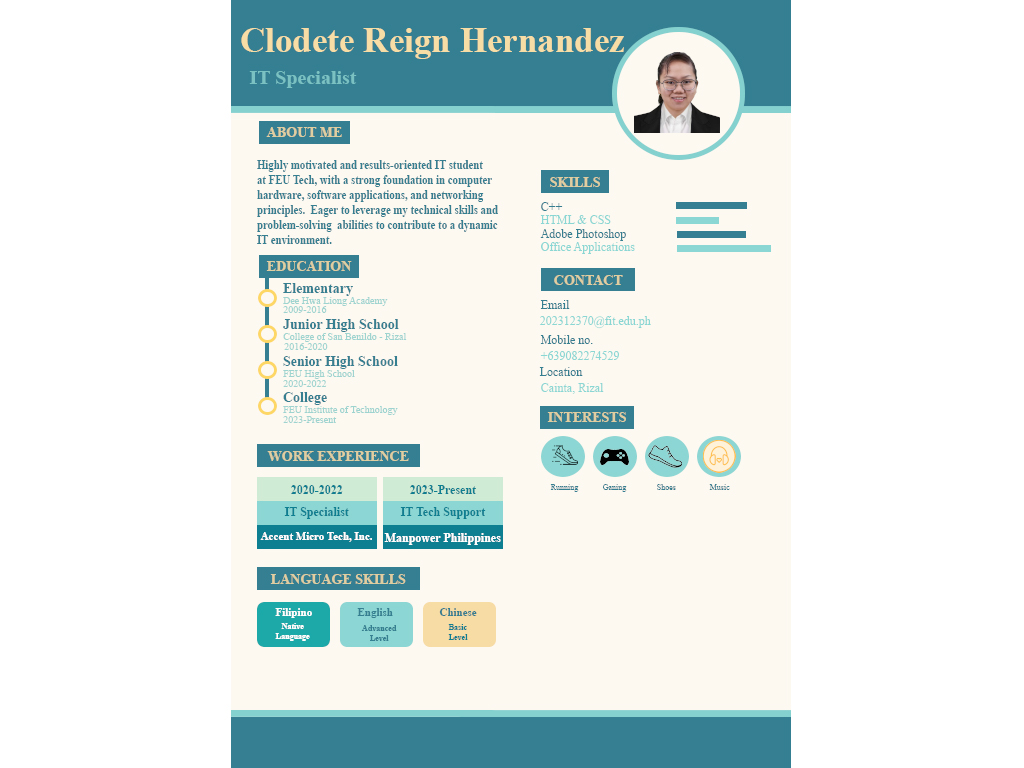 Clodete Reign Hernandez
IT Specialist
ABOUT ME
Highly motivated and results-oriented IT student
at FEU Tech, with a strong foundation in computer
hardware, software applications, and networking
principles. Eager to leverage my technical skills and
problem-solving abilities to contribute to a dynamic
IT environment.
EDUCATION
Elementary
Dee Hwa Liong Academy
2009-2016
Junior High School
College of San Benildo - Rizal
2016-2020
Senior High School
FEU High School
2020-2022
College
FEU Institute of Technology
2023-Present
WORK EXPERIENCE
2020-2022
IT Specialist
Accent Micro Tech, Inc.
2023-Present
IT Tech Support
Manpower Philippines
LANGUAGE SKILLS
Filipino
Native
Language
English
Advanced
Level
Chinese
Basic
Level
SKILLS
C++
HTML & CSS
Adobe Photoshop
Office Applications
CONTACT
Email
202312370@fit.edu.ph
Mobile no.
+639082274529
Location
Cainta, Rizal
INTERESTS
Running
Gaming
Shoes
Music